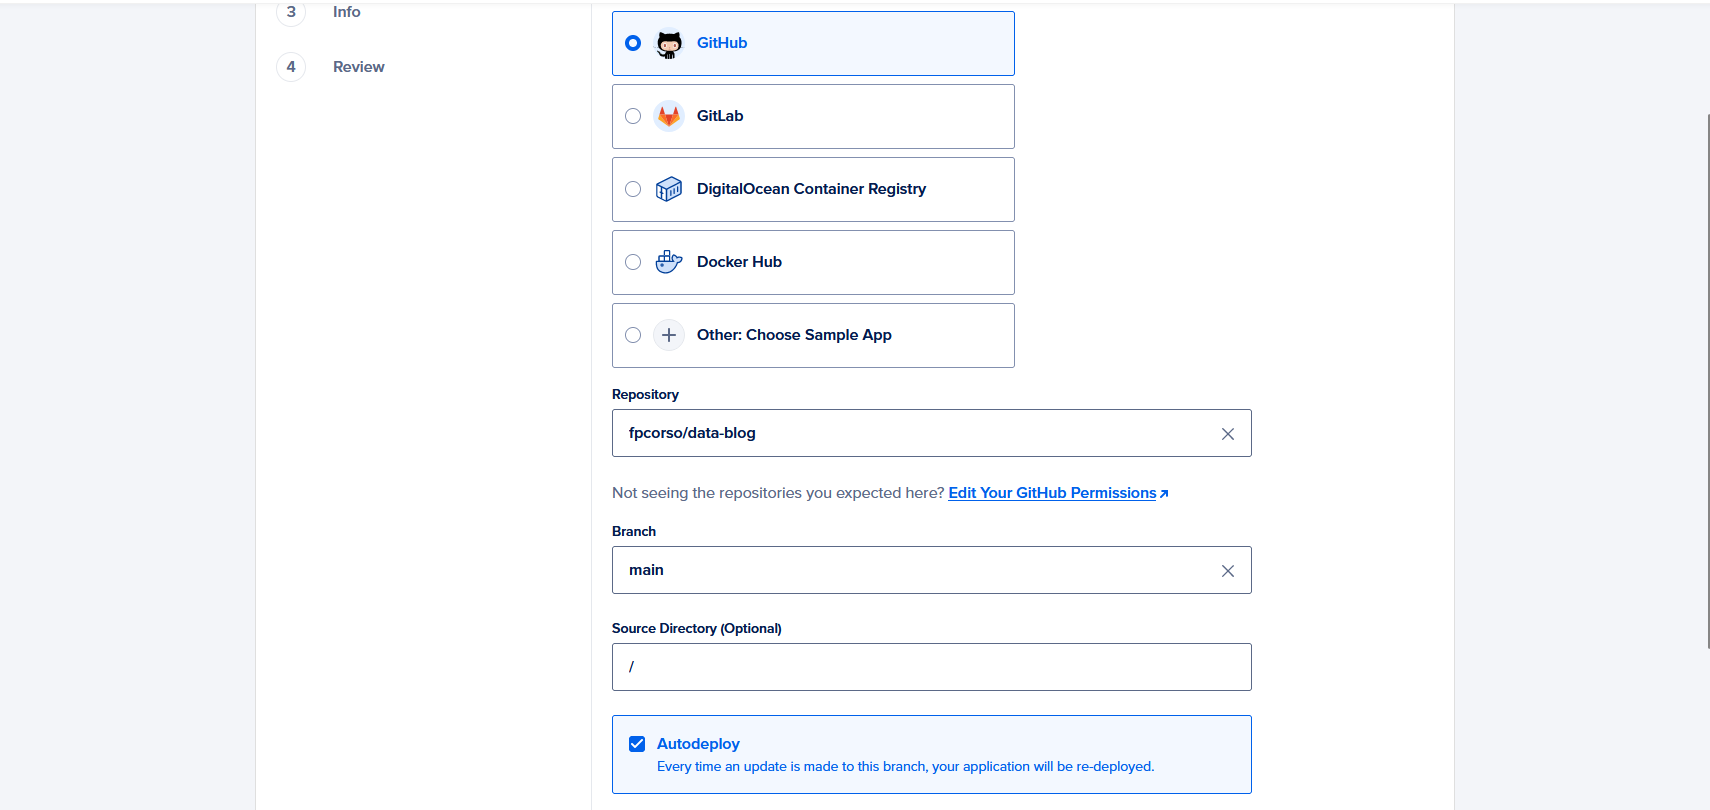 3 Info
4 Review
GitHub
GitLab
DigitalOcean Container Registry
Docker Hub
Other: Choose Sample App
Repository
fpcorso/data-blog
Not seeing the repositories you expected here? Edit Your GitHub Permissions
Branch
main
Source Directory (Optional)
/
Autodeploy
Every time an update is made to this branch, your application will be re-deployed.